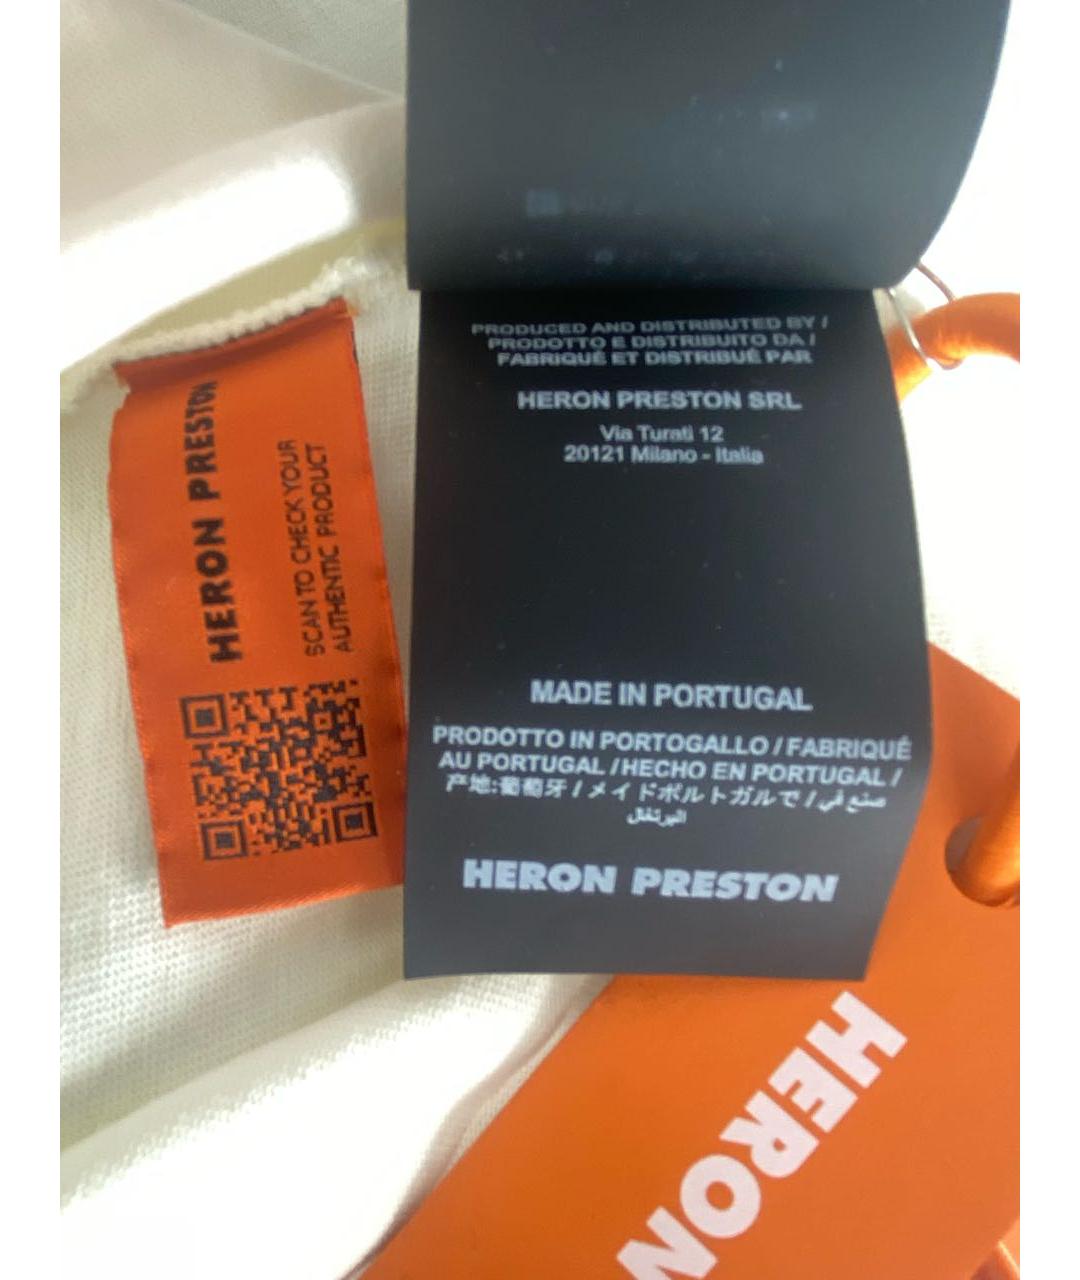 HERON PRESTON
SCAN TO CHECK YOUR
AUTHENTIC PRODUCT
PRODUCED AND DISTRIBUTED BY /
PRODOTTO E DISTRIBUITO DA /
FABRIQUÉ ET DISTRIBUÉ PAR
HERON PRESTON SRL
Via Turati 12
20121 Milano - Italia
MADE IN PORTUGAL
PRODOTTO IN PORTOGALLO / FABRIQUÉ
AU PORTUGAL / HECHO EN PORTUGAL /
产地:葡萄牙 / メイドポルトガルで / صنع في
البرتغال
HERON PRESTON
HERON